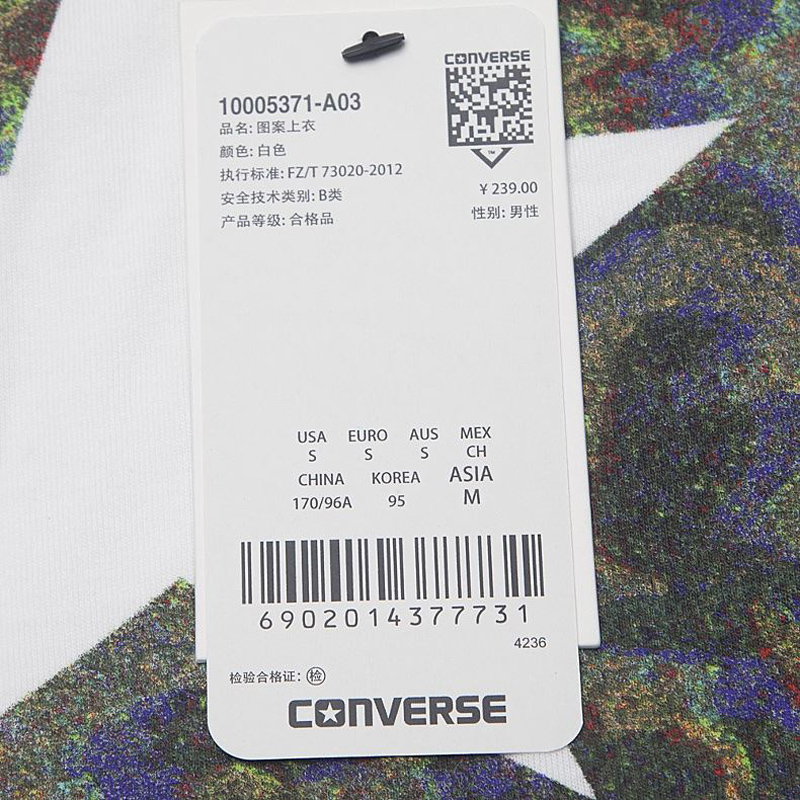 CONVERSE
10005371-A03
品名: 图案上衣
颜色: 白色
执行标准: FZ/T 73020-2012
安全技术类别: B类
产品等级: 合格品
TM
¥ 239.00
性别: 男性
USA EURO AUS MEX
S S S CH
CHINA KOREA ASIA
170/96A 95 M
6902014377731
4236
检验合格证: 检
CONVERSE